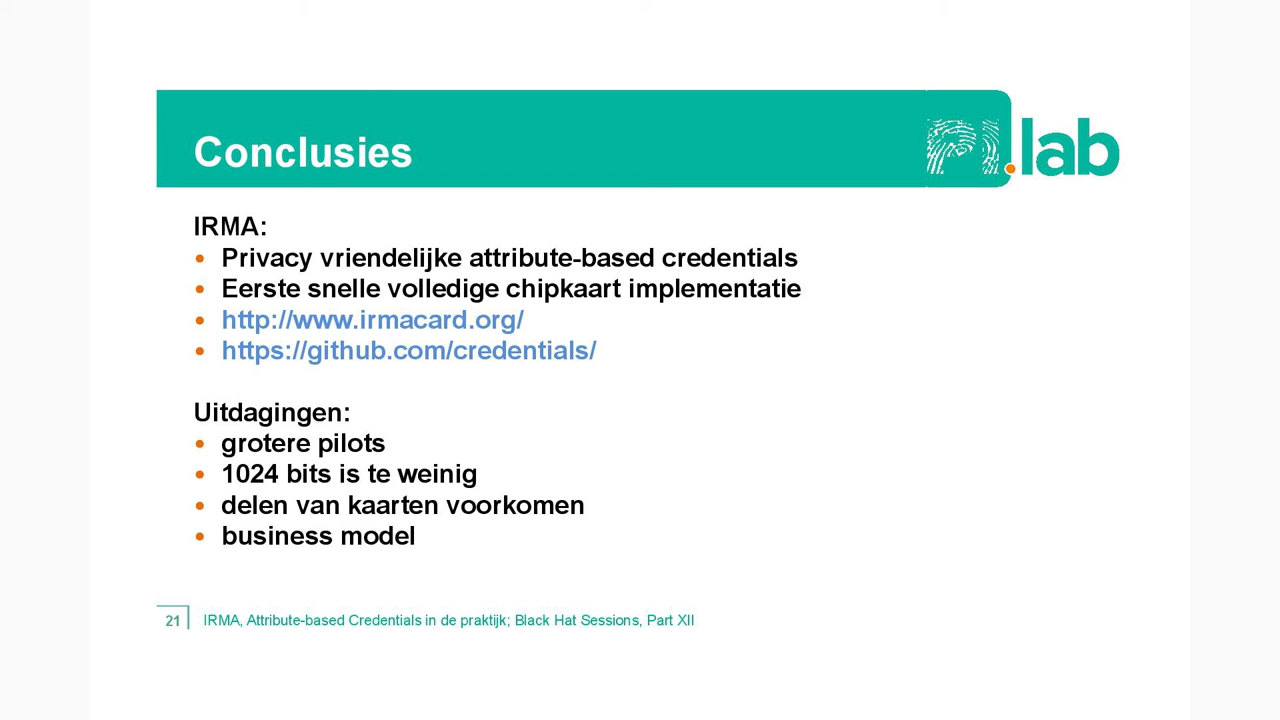 Conclusies
PI.lab
IRMA:
• Privacy vriendelijke attribute-based credentials
• Eerste snelle volledige chipkaart implementatie
• http://www.irmacard.org/
• https://github.com/credentials/
Uitdagingen:
• grotere pilots
• 1024 bits is te weinig
• delen van kaarten voorkomen
• business model
21 IRMA, Attribute-based Credentials in de praktijk; Black Hat Sessions, Part XII